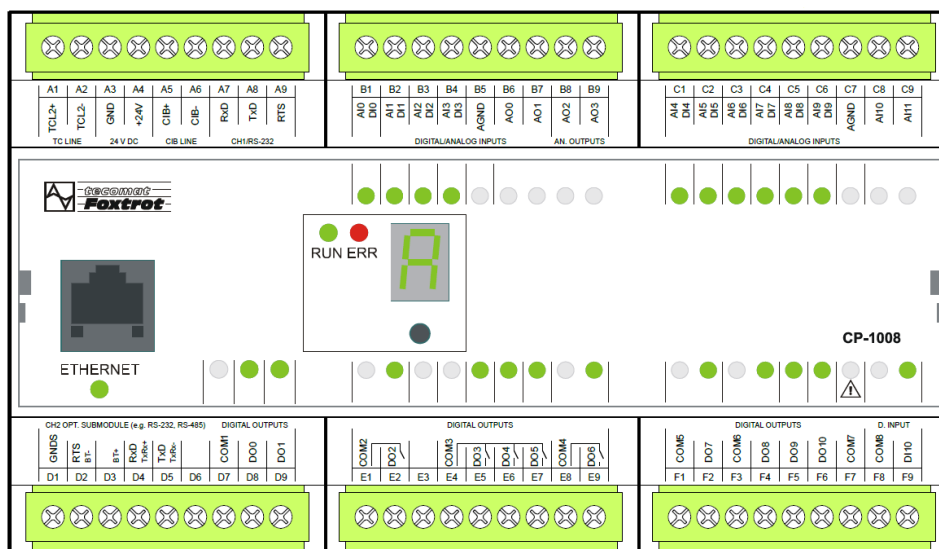 A1 A2 A3 A4 A5 A6 A7 A8 A9
TCL2+ TCL2- GND +24V CIB+ CIB- RxD TxD RTS
TC LINE 24 V DC CIB LINE CH1/RS-232
B1 B2 B3 B4 B5 B6 B7 B8 B9
AI0 AI1 AI2 AI3 AGND AO0 AO1 AO2 AO3
DI0 DI1 DI2 DI3
DIGITAL/ANALOG INPUTS AN. OUTPUTS
C1 C2 C3 C4 C5 C6 C7 C8 C9
AI4 AI5 AI6 AI7 AI8 AI9 AGND AI10 AI11
DI4 DI5 DI6 DI7 DI8 DI9
DIGITAL/ANALOG INPUTS
tecomat
Foxtrot
RUN ERR
A
CP-1008
ETHERNET
CH2 OPT. SUBMODULE (e.g. RS-232, RS-485) DIGITAL OUTPUTS
GNDS RTS BT+ RxD TxD COM1 DO0 DO1
BT- TxRx+ TxRx-
D1 D2 D3 D4 D5 D6 D7 D8 D9
DIGITAL OUTPUTS
COM2 DO2 COM3 DO3 DO4 DO5 COM4 DO6
E1 E2 E3 E4 E5 E6 E7 E8 E9
DIGITAL OUTPUTS D. INPUT
COM5 DO7 COM6 DO8 DO9 DO10 COM7 COM8 DI10
F1 F2 F3 F4 F5 F6 F7 F8 F9